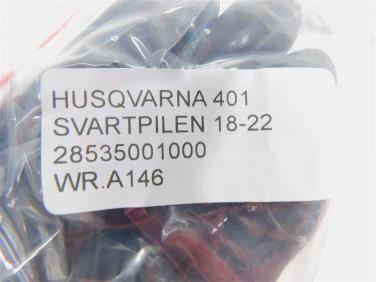 HUSQVARNA 401
SVARTPILEN 18-22
28535001000
WR.A146